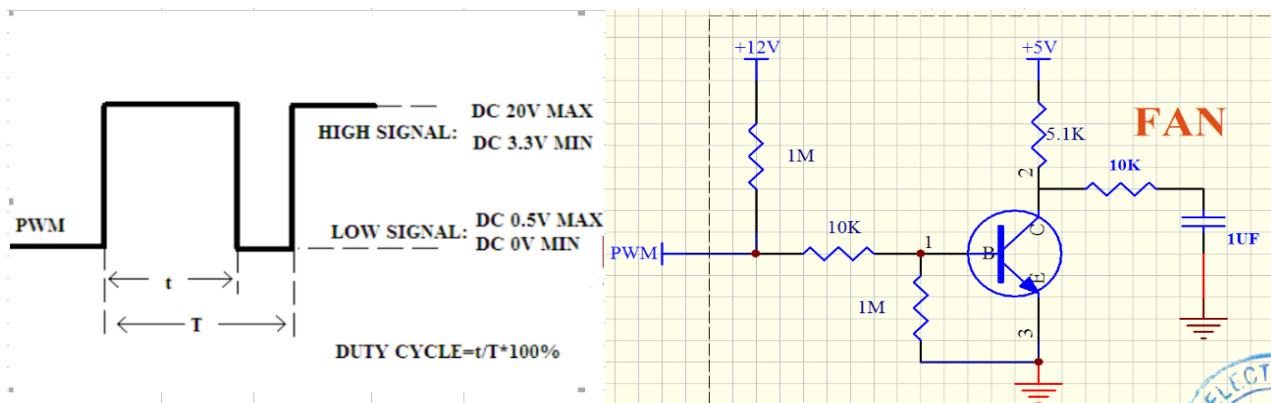 DC 20V MAX
HIGH SIGNAL:
DC 3.3V MIN
PWM
LOW SIGNAL:
DC 0.5V MAX
DC 0V MIN
t
T
DUTY CYCLE=t/T*100%
+12V
+5V
FAN
1M
5.1K
2
10K
10K
1
C
PWM
B
1UF
E
1M
3
ELECT